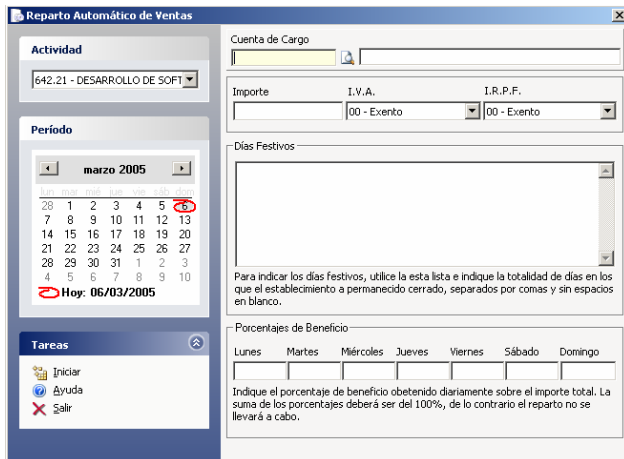 Reparto Automático de Ventas
Actividad
642.21 - DESARROLLO DE SOFT
Período
marzo 2005
lun mar mié jue vie sáb dom
28 1 2 3 4 5 6
7 8 9 10 11 12 13
14 15 16 17 18 19 20
21 22 23 24 25 26 27
28 29 30 31 1 2 3
4 5 6 7 8 9 10
Hoy: 06/03/2005
Tareas
Iniciar
Ayuda
Salir
Cuenta de Cargo
Importe I.V.A. I.R.P.F.
00 - Exento 00 - Exento
Días Festivos
Para indicar los días festivos, utilice la esta lista e indique la totalidad de días en los
que el establecimiento a permanecido cerrado, separados por comas y sin espacios
en blanco.
Porcentajes de Beneficio
Lunes Martes Miércoles Jueves Viernes Sábado Domingo
Indique el porcentaje de beneficio obetenido diariamente sobre el importe total. La
suma de los porcentajes deberá ser del 100%, de lo contrario el reparto no se
llevará a cabo.